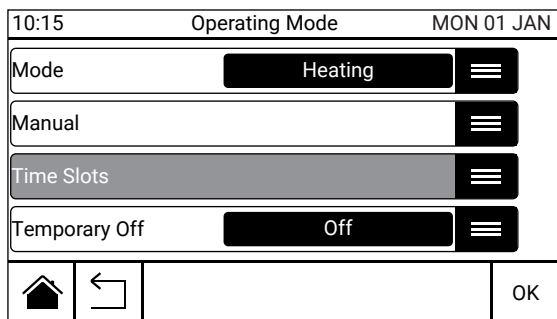 10:15 Operating Mode MON 01 JAN
Mode Heating
Manual
Time Slots
Temporary Off Off
OK